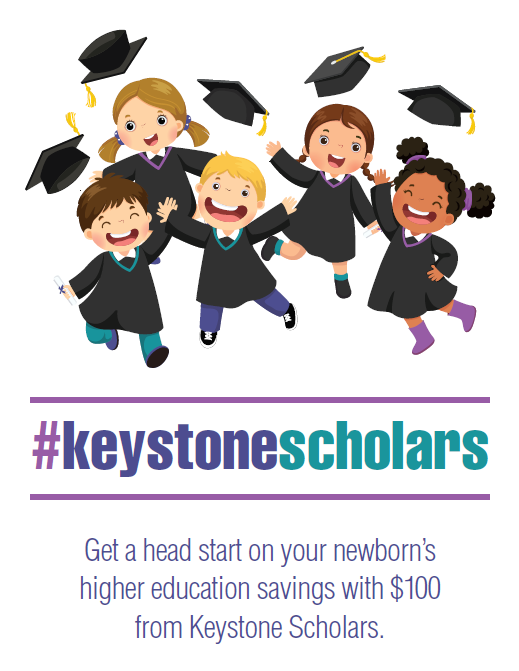 #keystonescholars
Get a head start on your newborn’s
higher education savings with $100
from Keystone Scholars.